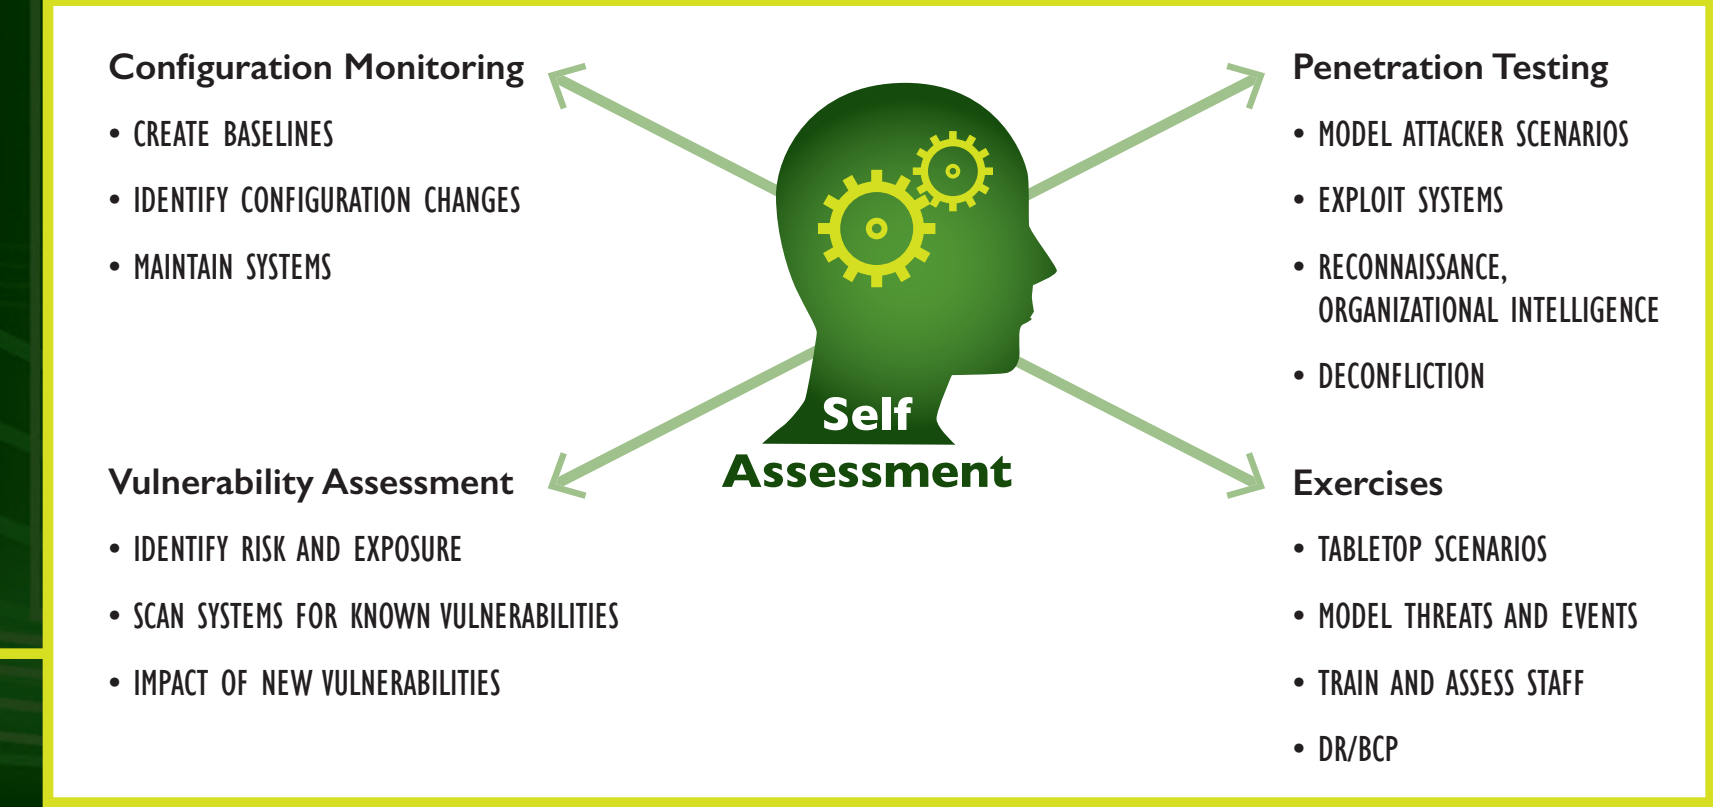 Configuration Monitoring
• CREATE BASELINES
• IDENTIFY CONFIGURATION CHANGES
• MAINTAIN SYSTEMS
Penetration Testing
• MODEL ATTACKER SCENARIOS
• EXPLOIT SYSTEMS
• RECONNAISSANCE,
ORGANIZATIONAL INTELLIGENCE
• DECONFLICTION
Self
Assessment
Vulnerability Assessment
• IDENTIFY RISK AND EXPOSURE
• SCAN SYSTEMS FOR KNOWN VULNERABILITIES
• IMPACT OF NEW VULNERABILITIES
Exercises
• TABLETOP SCENARIOS
• MODEL THREATS AND EVENTS
• TRAIN AND ASSESS STAFF
• DR/BCP